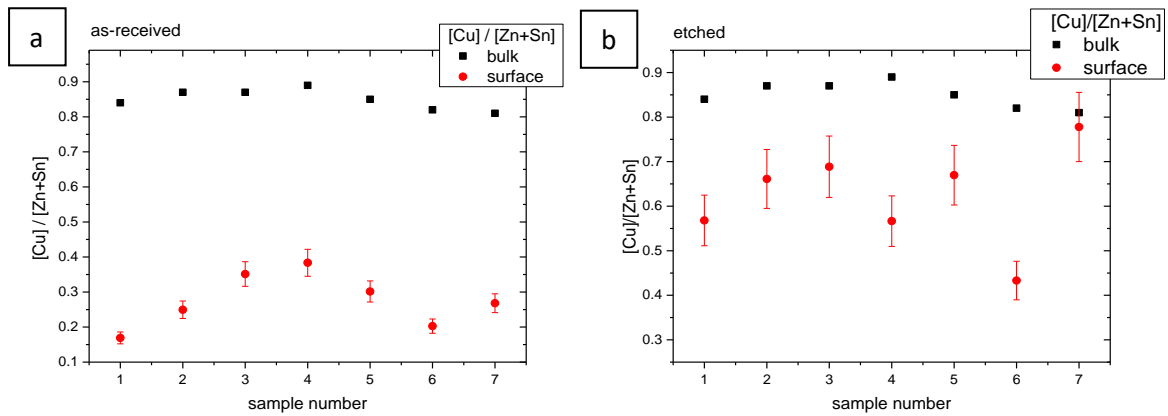 a
as-received
[Cu] / [Zn+Sn]
bulk
surface
[Cu] / [Zn+Sn]
0.9
0.8
0.7
0.6
0.5
0.4
0.3
0.2
0.1
1 2 3 4 5 6 7
sample number
b
etched
[Cu]/[Zn+Sn]
bulk
surface
[Cu]/[Zn+Sn]
0.9
0.8
0.7
0.6
0.5
0.4
0.3
1 2 3 4 5 6 7
sample number